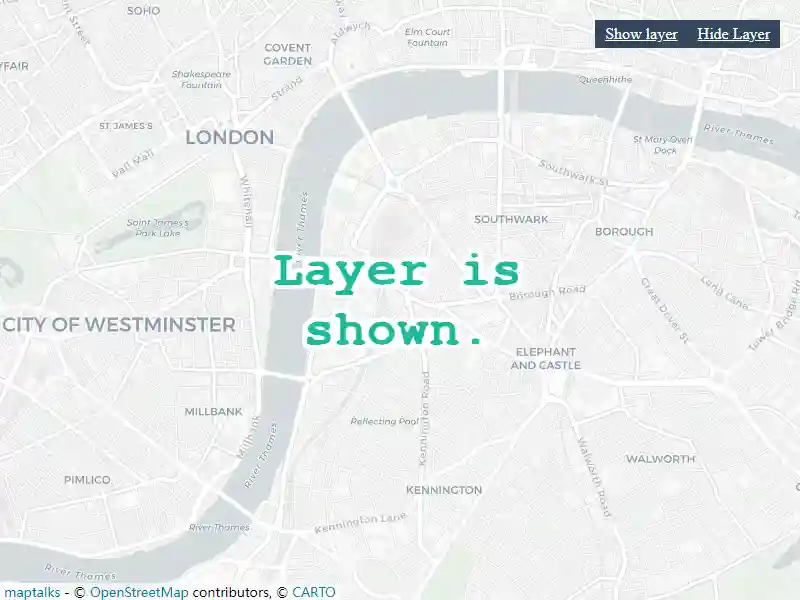 SOHO
COVENT
GARDEN
Aldwych
Elm Court
Fountain
Show layer
Hide Layer
Shakespeare
Fountain
Strand
Queenhithe
ST JAMES'S
LONDON
Pall Mall
River Thames
St Mary Overi
Dock
Southwark St
Whitehall
Saint James's
Park Lake
River Thames
SOUTHWARK
BOROUGH
Layer is
shown.
Borough Road
Long Lane
Great Dover St
Tower Bridge Ro
CITY OF WESTMINSTER
ELEPHANT
AND CASTLE
MILLBANK
Millbank
Reflecting Pool
Kennington Road
River Thames
WALWORTH
Walworth Road
PIMLICO
KENNINGTON
River Thames
Kennington Lane
River Thames
maptalks - © OpenStreetMap contributors, © CARTO